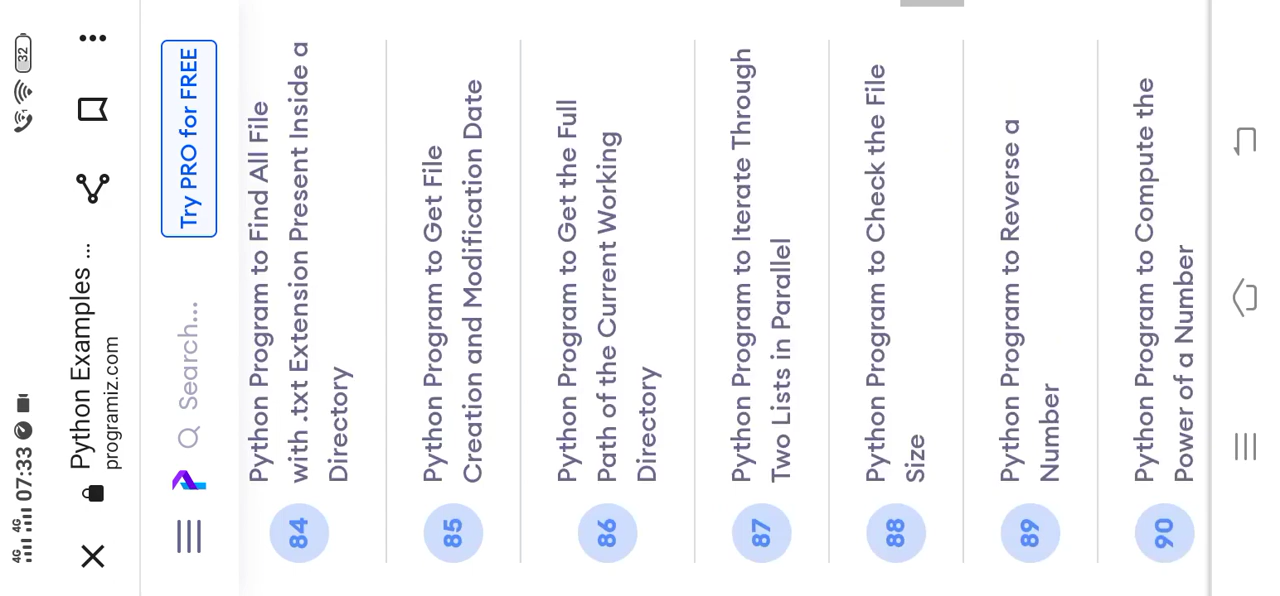 4G 4G 07:33 32
Python Examples ...
programiz.com
Search...
Try PRO for FREE
84
Python Program to Find All File
with .txt Extension Present Inside a
Directory
85
Python Program to Get File
Creation and Modification Date
86
Python Program to Get the Full
Path of the Current Working
Directory
87
Python Program to Iterate Through
Two Lists in Parallel
88
Python Program to Check the File
Size
89
Python Program to Reverse a
Number
90
Python Program to Compute the
Power of a Number